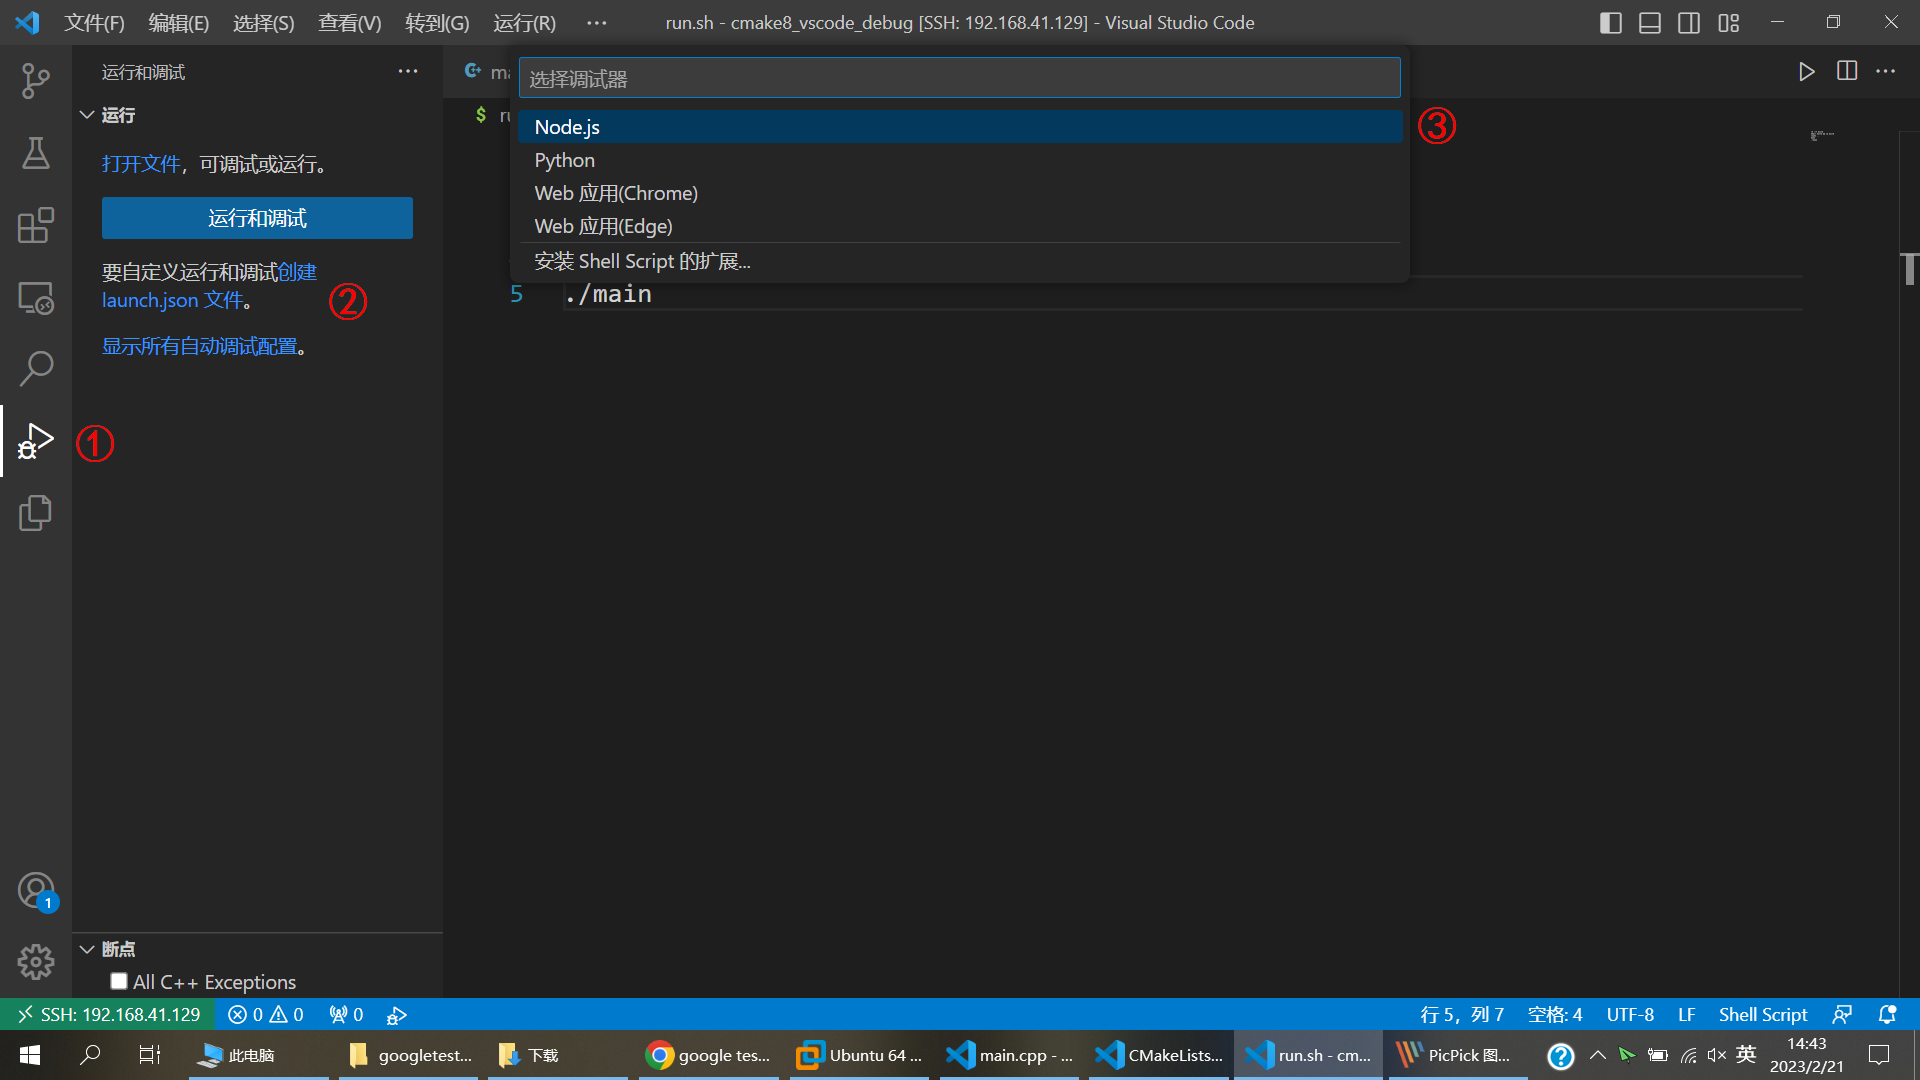 文件(F) 编辑(E) 选择(S) 查看(V) 转到(G) 运行(R) ··· run.sh - cmake8_vscode_debug [SSH: 192.168.41.129] - Visual Studio Code
运行和调试 ···
运行
打开文件，可调试或运行。
运行和调试
要自定义运行和调试创建
launch.json 文件。
②
显示所有自动调试配置。
①
选择调试器
Node.js
③
Python
Web 应用(Chrome)
Web 应用(Edge)
安装 Shell Script 的扩展...
5 ./main
1
断点
All C++ Exceptions
SSH: 192.168.41.129 0 0 0 行 5，列 7 空格: 4 UTF-8 LF Shell Script
此电脑 googletest... 下载 google tes... Ubuntu 64 ... main.cpp - ... CMakeLists... run.sh - cm... PicPick 图... 英 14:43
2023/2/21